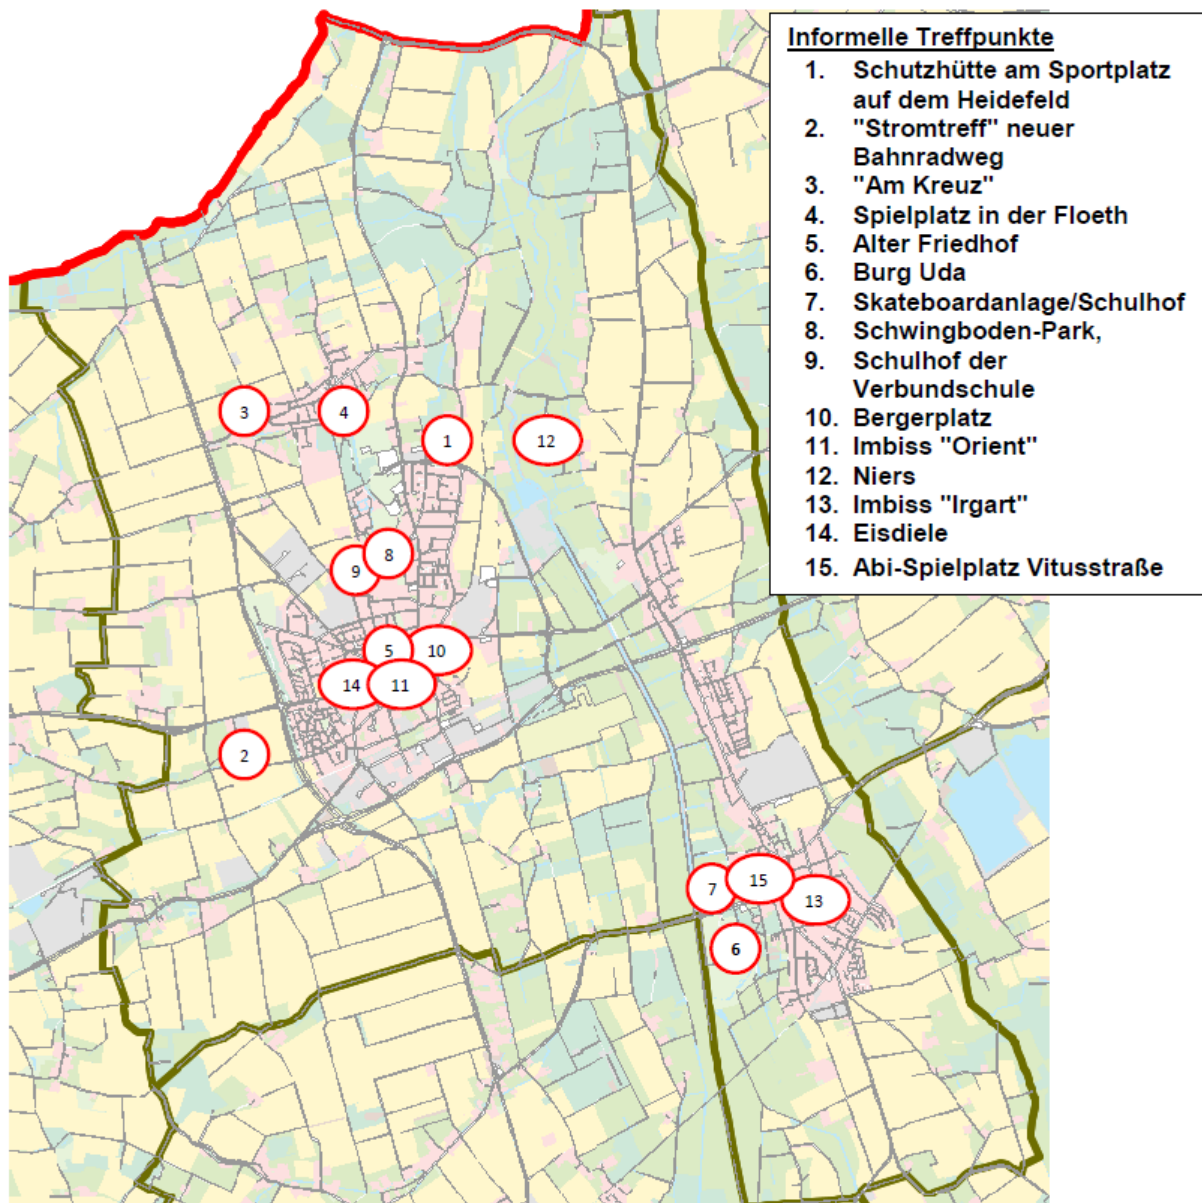 Informelle Treffpunkte
1. Schutzhütte am Sportplatz
auf dem Heidefeld
2. "Stromtreff" neuer
Bahnradweg
3. "Am Kreuz"
4. Spielplatz in der Floeth
5. Alter Friedhof
6. Burg Uda
7. Skateboardanlage/Schulhof
8. Schwingboden-Park,
9. Schulhof der
Verbundschule
10. Bergerplatz
11. Imbiss "Orient"
12. Niers
13. Imbiss "Irgart"
14. Eisdiele
15. Abi-Spielplatz Vitusstraße
3
4
1
12
8
9
5
10
14
11
2
15
7
13
6